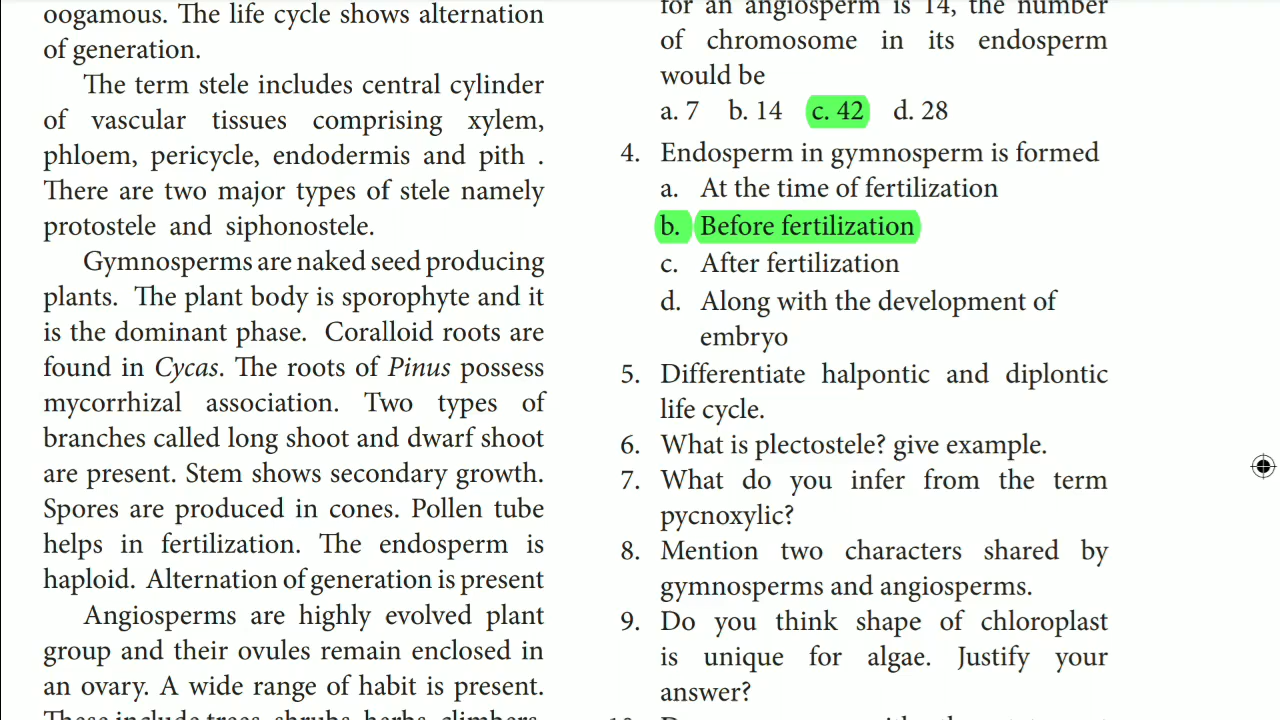 oogamous. The life cycle shows alternation
of generation.
The term stele includes central cylinder
of vascular tissues comprising xylem,
phloem, pericycle, endodermis and pith .
There are two major types of stele namely
protostele and siphonostele.
Gymnosperms are naked seed producing
plants. The plant body is sporophyte and it
is the dominant phase. Coralloid roots are
found in Cycas. The roots of Pinus possess
mycorrhizal association. Two types of
branches called long shoot and dwarf shoot
are present. Stem shows secondary growth.
Spores are produced in cones. Pollen tube
helps in fertilization. The endosperm is
haploid. Alternation of generation is present
Angiosperms are highly evolved plant
group and their ovules remain enclosed in
an ovary. A wide range of habit is present.
These include trees, shrubs, herbs, climbers,
for an angiosperm is 14, the number
of chromosome in its endosperm
would be
a. 7 b. 14 c. 42 d. 28
4. Endosperm in gymnosperm is formed
a. At the time of fertilization
b. Before fertilization
c. After fertilization
d. Along with the development of
embryo
5. Differentiate halpontic and diplontic
life cycle.
6. What is plectostele? give example.
7. What do you infer from the term
pycnoxylic?
8. Mention two characters shared by
gymnosperms and angiosperms.
9. Do you think shape of chloroplast
is unique for algae. Justify your
answer?